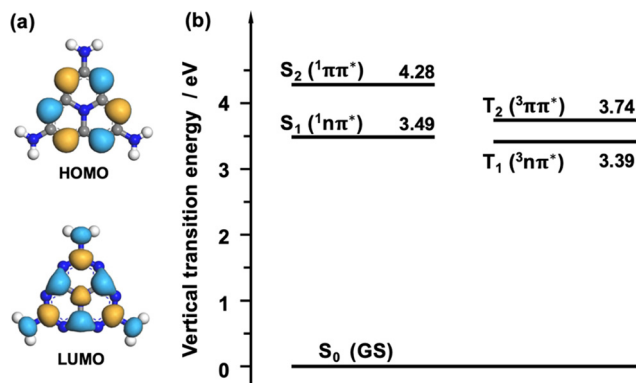 (a)
HOMO
LUMO
(b)
Vertical transition energy / eV
4
3
2
1
0
S₂ (¹ππ*) 4.28
S₁ (¹nπ*) 3.49
T₂ (³ππ*) 3.74
T₁ (³nπ*) 3.39
S₀ (GS)